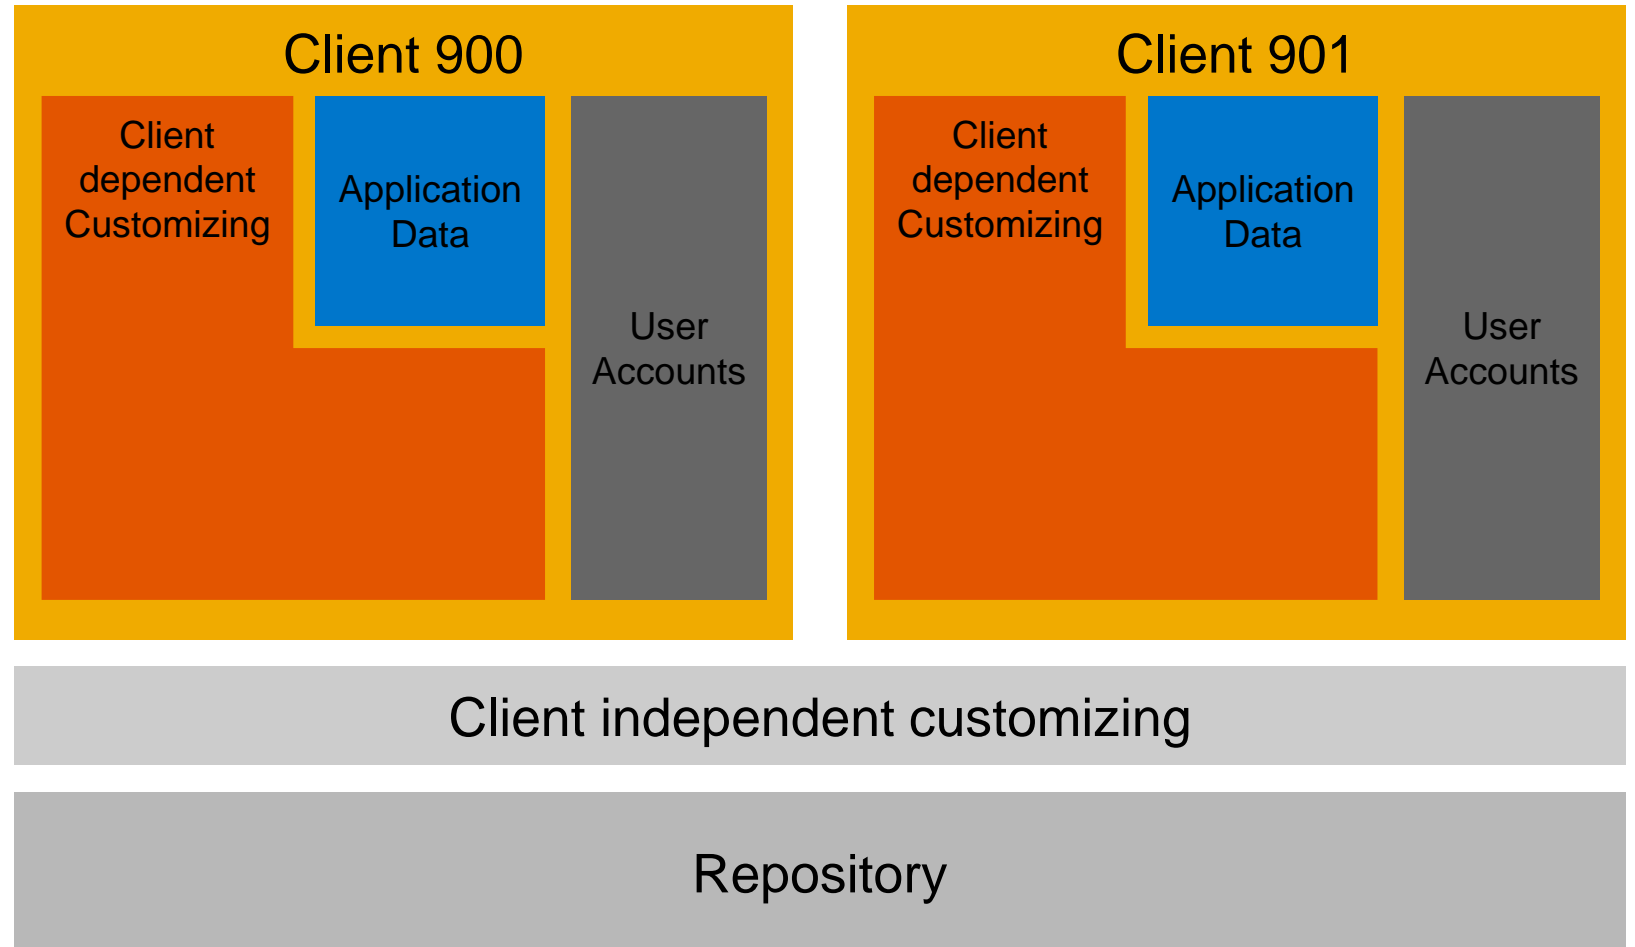 Client 900
Client
dependent
Customizing
Application
Data
User
Accounts
Client 901
Client
dependent
Customizing
Application
Data
User
Accounts
Client independent customizing
Repository